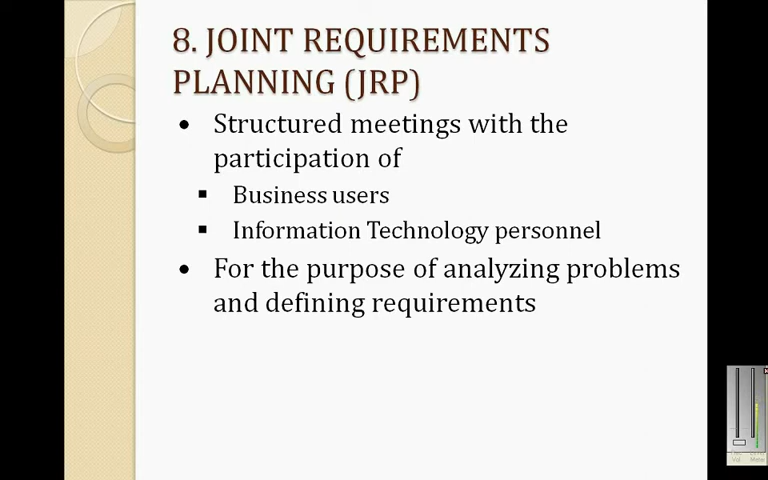 8. JOINT REQUIREMENTS
PLANNING (JRP)
• Structured meetings with the
participation of
▪ Business users
▪ Information Technology personnel
• For the purpose of analyzing problems
and defining requirements